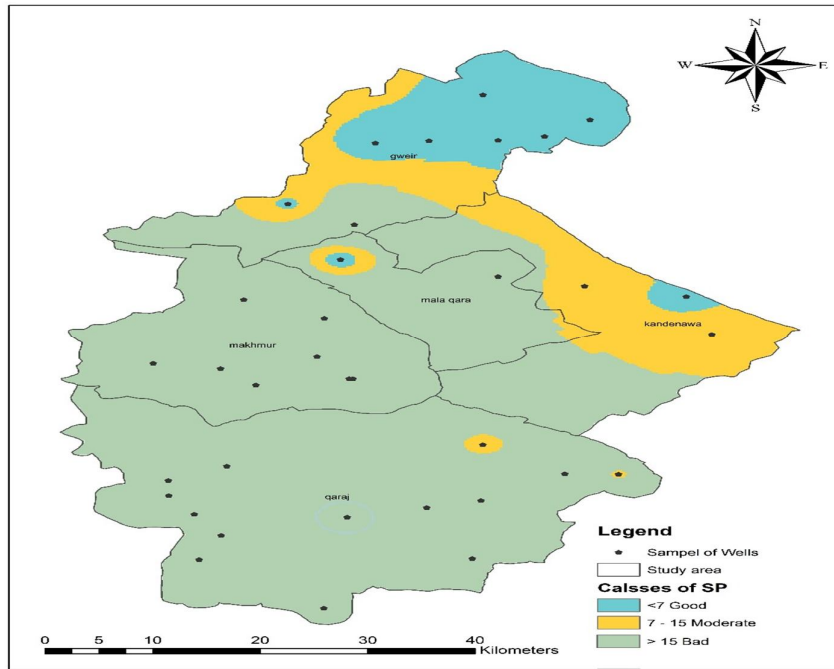 N
W E
S
gweir
mala qara
kandenawa
makhmur
qaraj
Legend
Sampel of Wells
Study area
Calsses of SP
<7 Good
7 - 15 Moderate
> 15 Bad
0 10 20 30 40
Kilometers